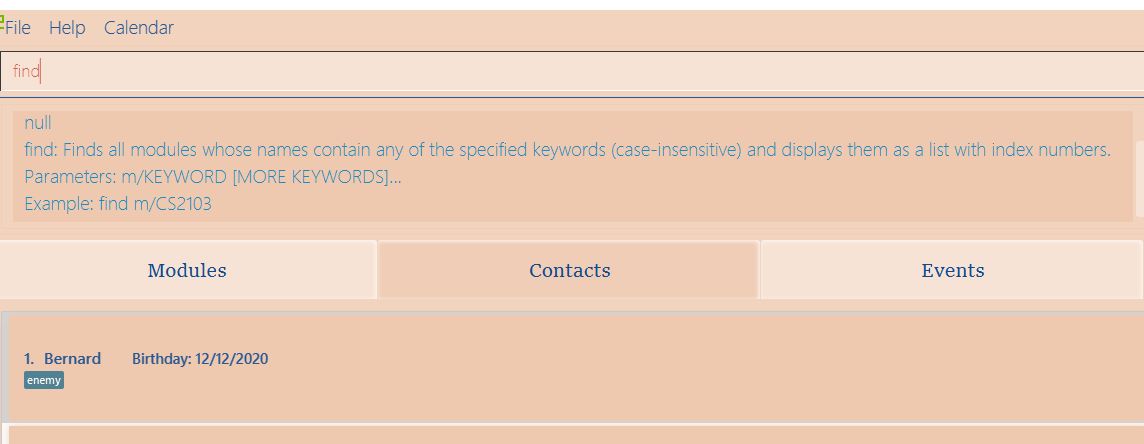 File Help Calendar
find
null
find: Finds all modules whose names contain any of the specified keywords (case-insensitive) and displays them as a list with index numbers.
Parameters: m/KEYWORD [MORE KEYWORDS]...
Example: find m/CS2103
Modules Contacts Events
1. Bernard Birthday: 12/12/2020
enemy